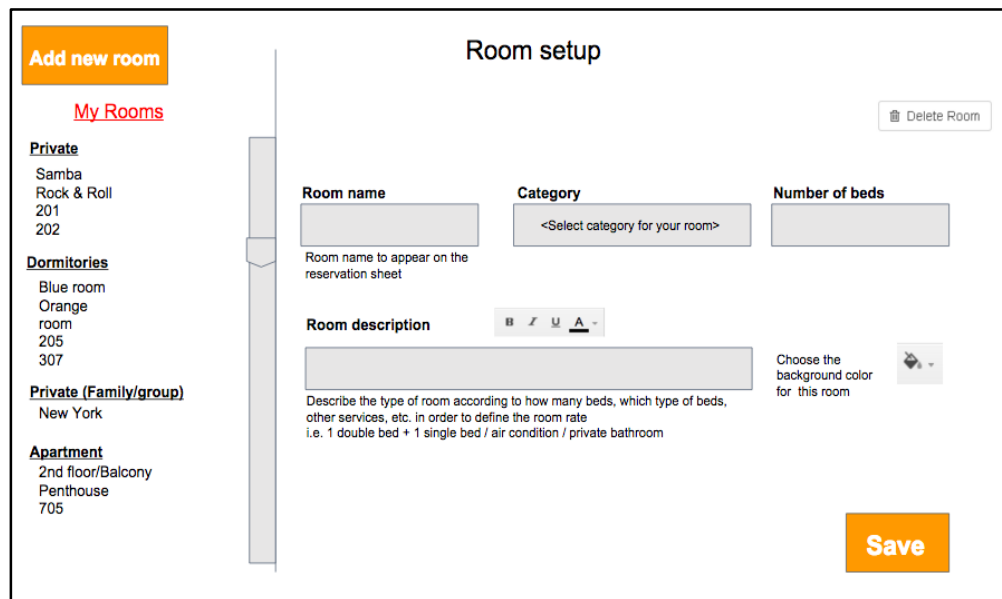 Add new room
My Rooms
Private
Samba
Rock & Roll
201
202
Dormitories
Blue room
Orange
room
205
307
Private (Family/group)
New York
Apartment
2nd floor/Balcony
Penthouse
705
Room setup
Delete Room
Room name
Category
Number of beds
<Select category for your room>
Room name to appear on the
reservation sheet
Room description
B I U A
Choose the
background color
for this room
Describe the type of room according to how many beds, which type of beds,
other services, etc. in order to define the room rate
i.e. 1 double bed + 1 single bed / air condition / private bathroom
Save